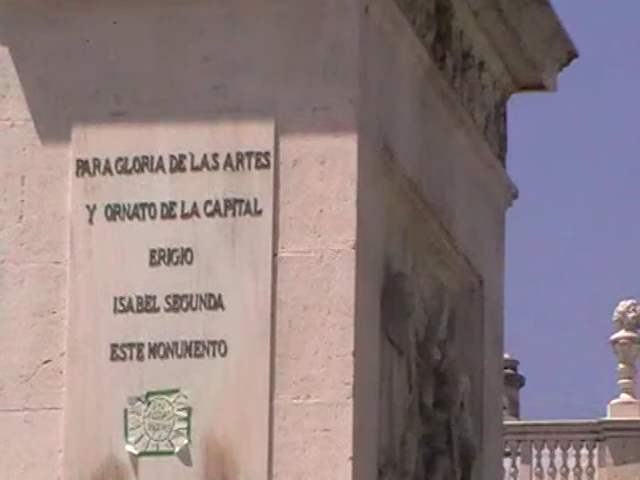 PARA GLORIA DE LAS ARTES
Y ORNATO DE LA CAPITAL
ERIGIO
ISABEL SEGUNDA
ESTE MONUMENTO